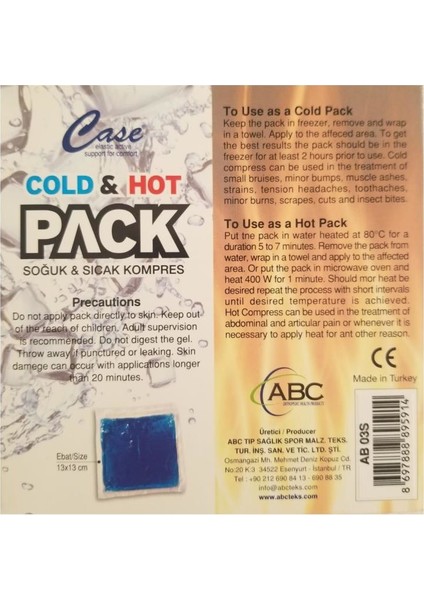 Case
elastic active
support for comfort
COLD & HOT
PACK
SOĞUK & SICAK KOMPRES
Precautions
Do not apply pack directly to skin. Keep out
of the reach of children. Adult supervision
is recommended. Do not digest the gel.
Throw away if punctured or leaking. Skin
damege can occur with applications longer
than 20 minutes.
Ebat/Size
13x13 cm
To Use as a Cold Pack
Keep the pack in freezer, remove and wrap
in a towel. Apply to the affeced area. To get
the best results the pack should be in the
freezer for at least 2 hours prior to use. Cold
compress can be used in the treatment of
small bruises, minor bumps, muscle ashes,
strains, tension headaches, toothaches,
minor burns, scrapes, cuts and insect bites.
To Use as a Hot Pack
Put the pack in water heated at 80°C for a
duration 5 to 7 minutes. Remove the pack from
water, wrap in a towel and apply to the affected
area. Or put the pack in microwave oven and
heat 400 W for 1 minute. Should mor heat be
desired repeat the process with short intervals
until desired temperature is achieved.
Hot Compress can be used in the treatment of
abdominal and articular pain or whenever it is
necessary to apply heat for ant other reason.
ABC
CE
Made in Turkey
Üretici / Producer
ABC TIP SAĞLIK SPOR MALZ. TEKS.
TUR. İNŞ. SAN. VE TİC. LTD. ŞTİ.
Osmangazi Mh. Mehmet Deniz Kopuz Cd.
No:20 K:3 34522 Esenyurt - İstanbul / TR
Tel : +90 212 690 84 13 - 690 88 35
info@abcteks.com
www.abcteks.com
AB 03S
8 697888 895914